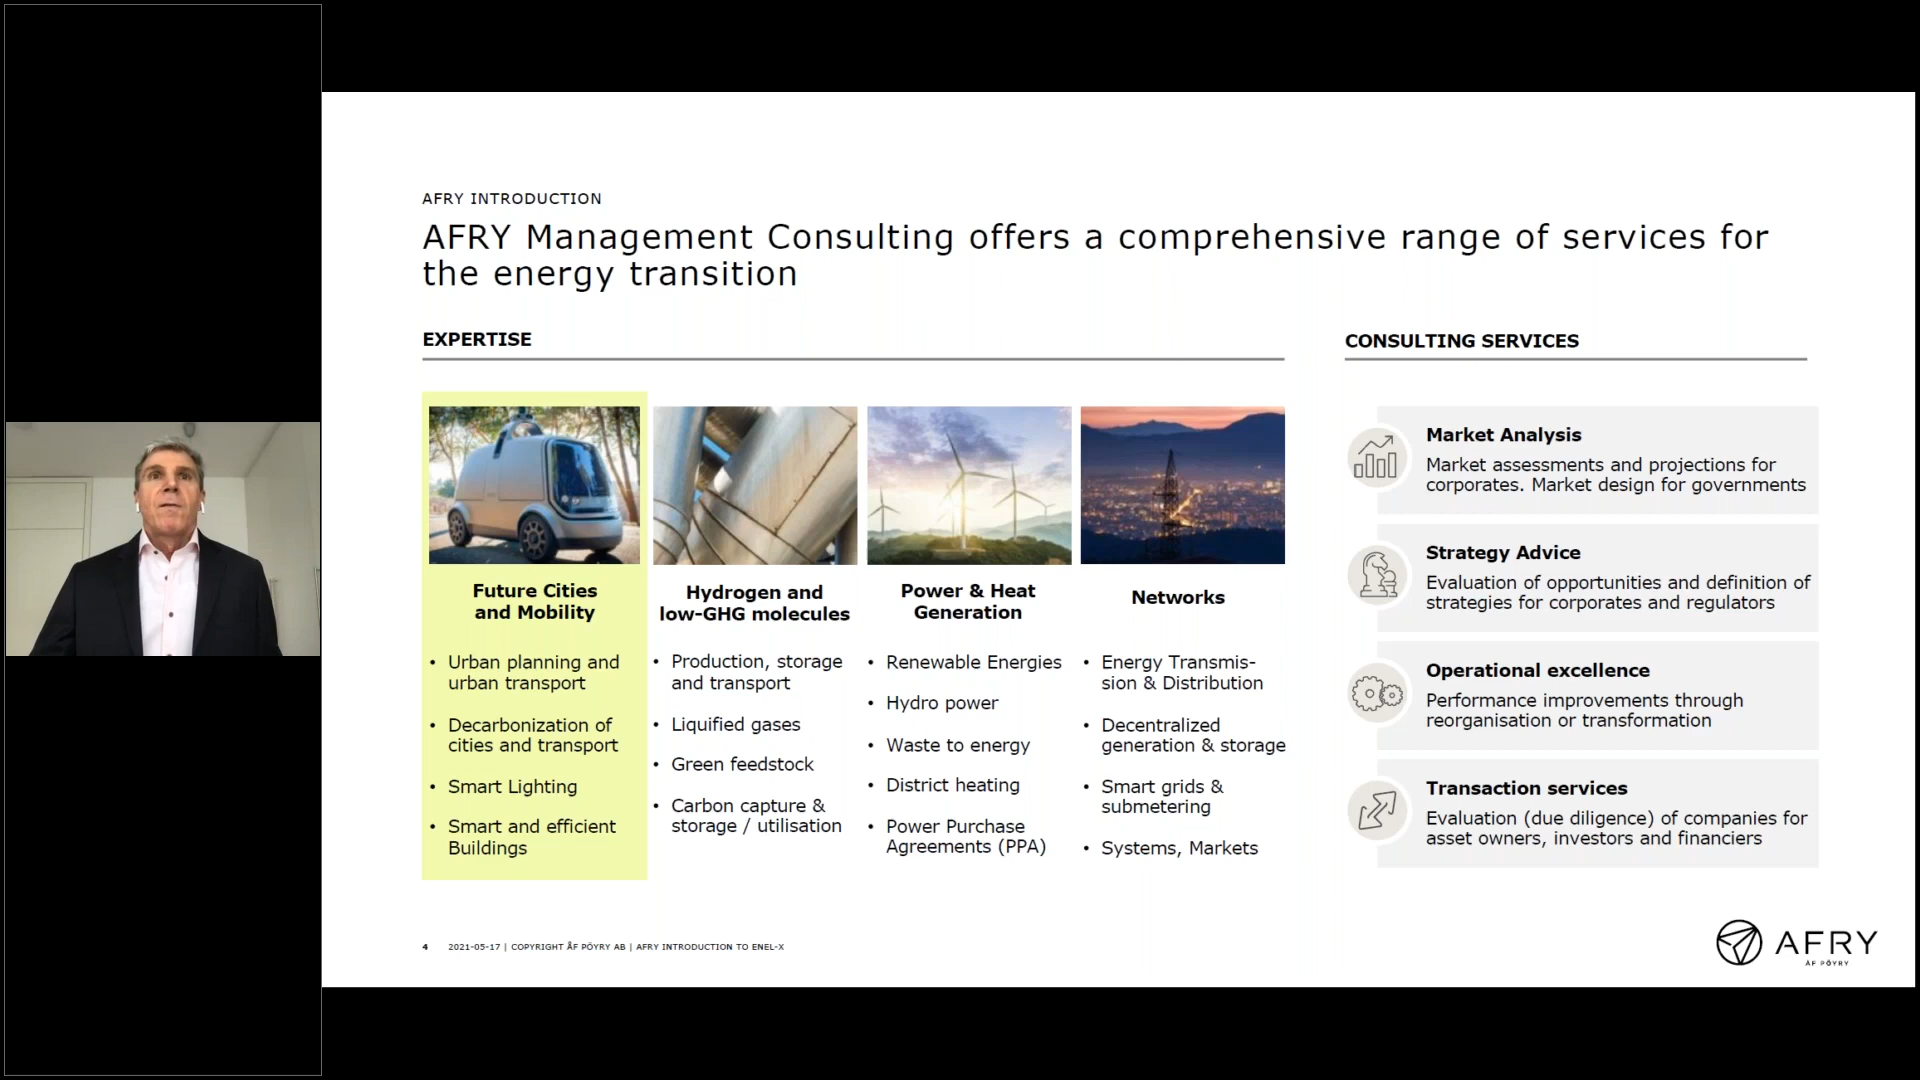 AFRY INTRODUCTION
AFRY Management Consulting offers a comprehensive range of services for
the energy transition
EXPERTISE
Future Cities
and Mobility
• Urban planning and
urban transport
• Decarbonization of
cities and transport
• Smart Lighting
• Smart and efficient
Buildings
Hydrogen and
low-GHG molecules
• Production, storage
and transport
• Liquified gases
• Green feedstock
• Carbon capture &
storage / utilisation
Power & Heat
Generation
• Renewable Energies
• Hydro power
• Waste to energy
• District heating
• Power Purchase
Agreements (PPA)
Networks
• Energy Transmis-
sion & Distribution
• Decentralized
generation & storage
• Smart grids &
submetering
• Systems, Markets
CONSULTING SERVICES
Market Analysis
Market assessments and projections for
corporates. Market design for governments
Strategy Advice
Evaluation of opportunities and definition of
strategies for corporates and regulators
Operational excellence
Performance improvements through
reorganisation or transformation
Transaction services
Evaluation (due diligence) of companies for
asset owners, investors and financiers
4 2021-05-17 | COPYRIGHT ÅF PÖYRY AB | AFRY INTRODUCTION TO ENEL-X
AFRY
ÅF PÖYRY